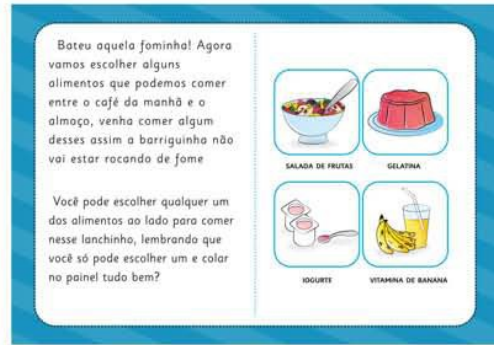 Bateu aquela fominha! Agora
vamos escolher alguns
alimentos que podemos comer
entre o café da manhã e o
almoço, venha comer algum
desses assim a barriguinha não
vai estar rocando de fome
Você pode escolher qualquer um
dos alimentos ao lado para comer
nesse lanchinho, lembrando que
você só pode escolher um e colar
no painel tudo bem?
SALADA DE FRUTAS
GELATINA
IOGURTE
VITAMINA DE BANANA